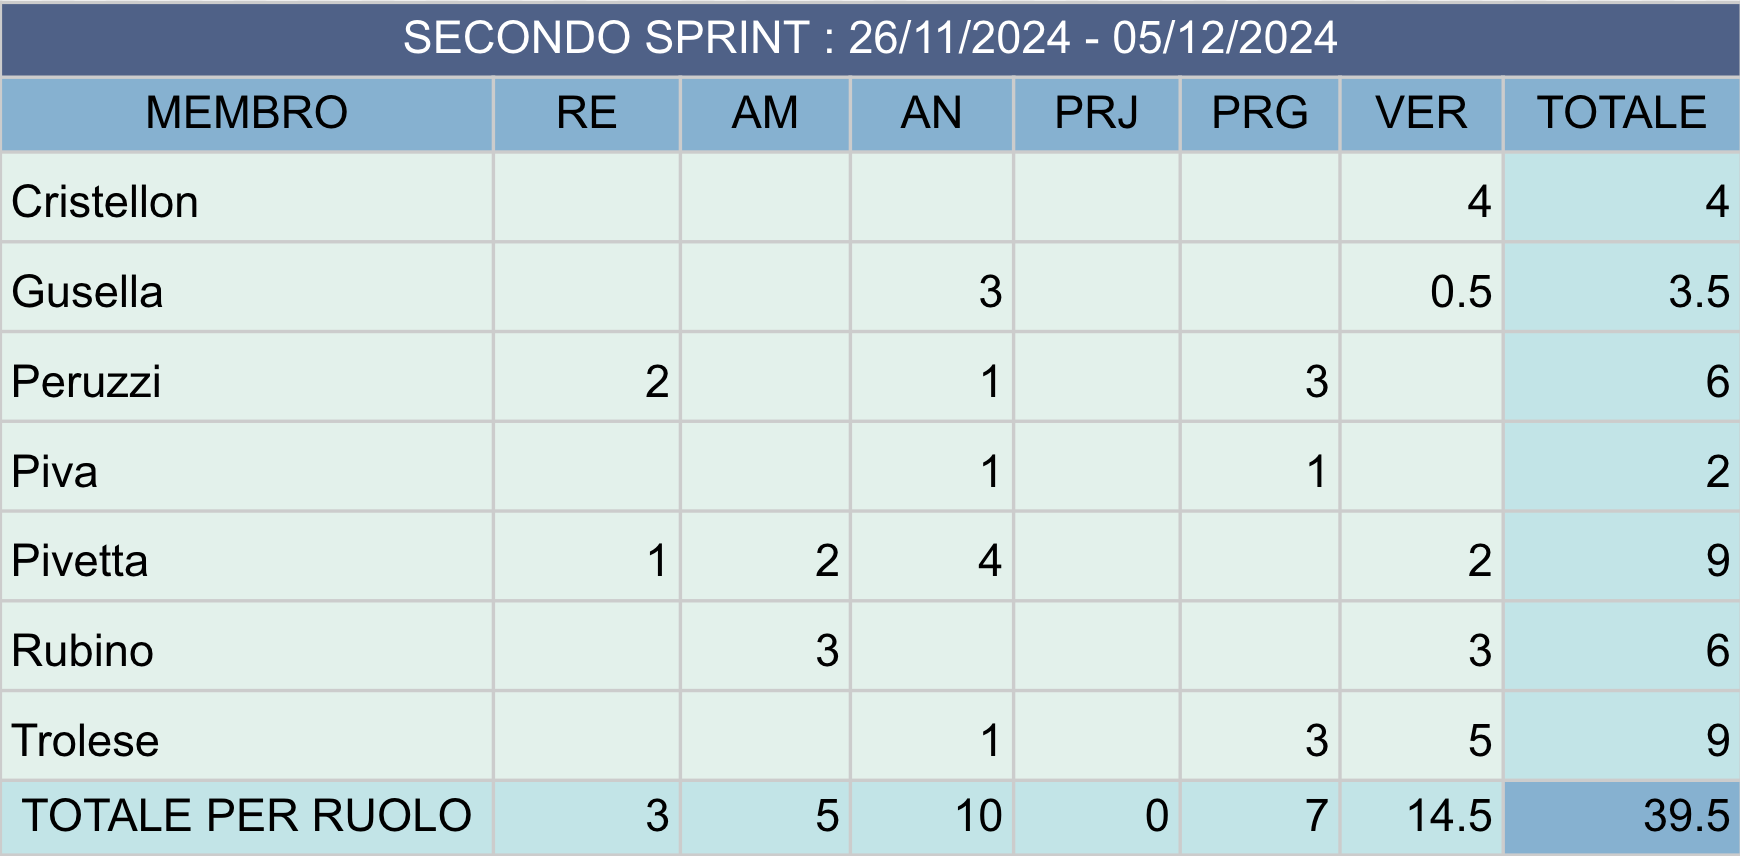 SECONDO SPRINT : 26/11/2024 - 05/12/2024
MEMBRO RE AM AN PRJ PRG VER TOTALE
Cristellon 4 4
Gusella 3 0.5 3.5
Peruzzi 2 1 3 6
Piva 1 1 2
Pivetta 1 2 4 2 9
Rubino 3 3 6
Trolese 1 3 5 9
TOTALE PER RUOLO 3 5 10 0 7 14.5 39.5